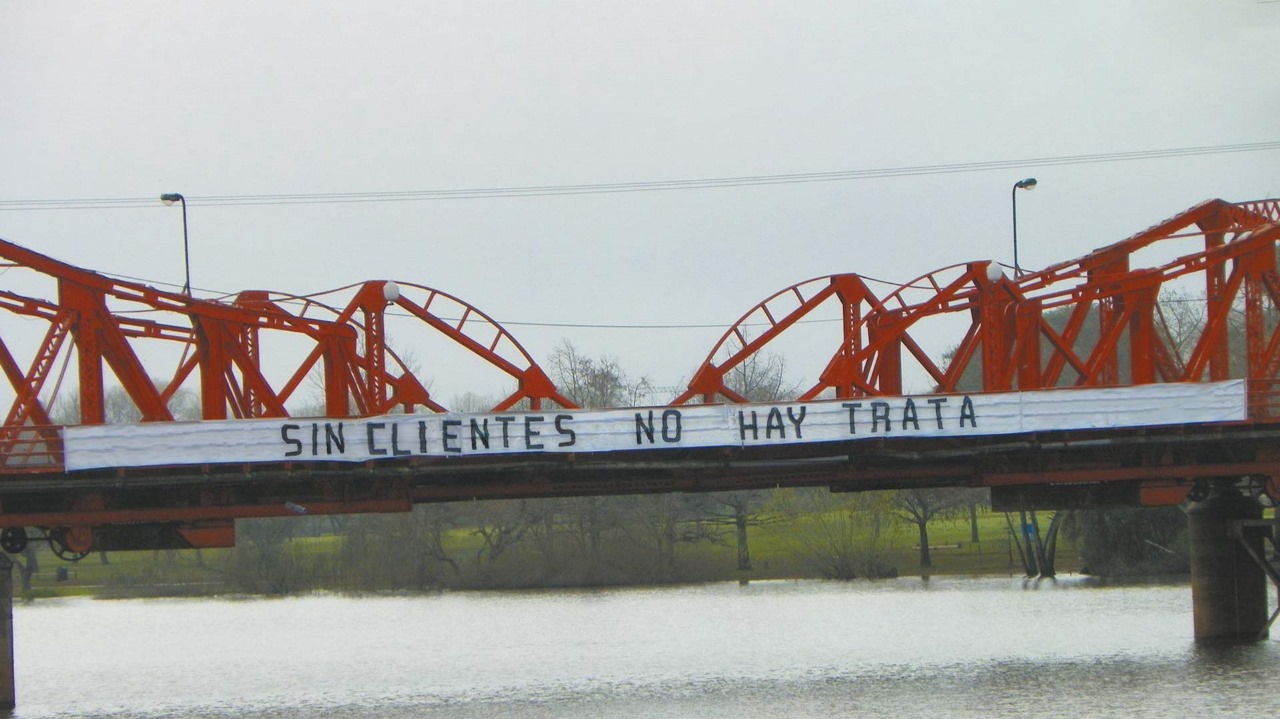 SIN CLIENTES NO HAY TRATA